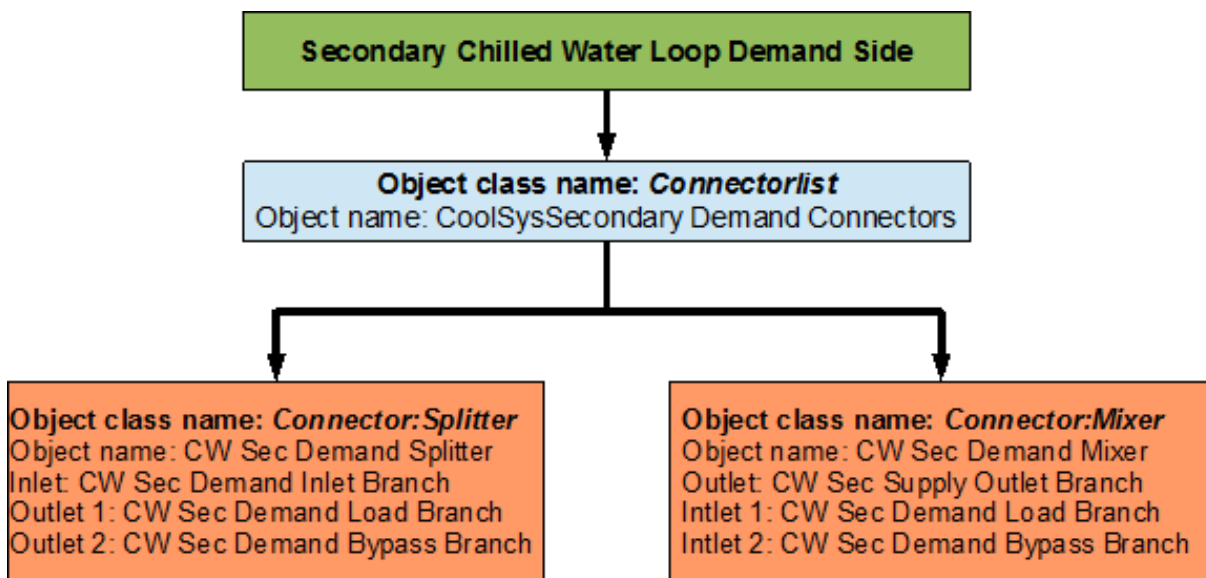 Secondary Chilled Water Loop Demand Side
Object class name: Connectorlist
Object name: CoolSysSecondary Demand Connectors
Object class name: Connector:Splitter
Object name: CW Sec Demand Splitter
Inlet: CW Sec Demand Inlet Branch
Outlet 1: CW Sec Demand Load Branch
Outlet 2: CW Sec Demand Bypass Branch
Object class name: Connector:Mixer
Object name: CW Sec Demand Mixer
Outlet: CW Sec Supply Outlet Branch
Intlet 1: CW Sec Demand Load Branch
Intlet 2: CW Sec Demand Bypass Branch